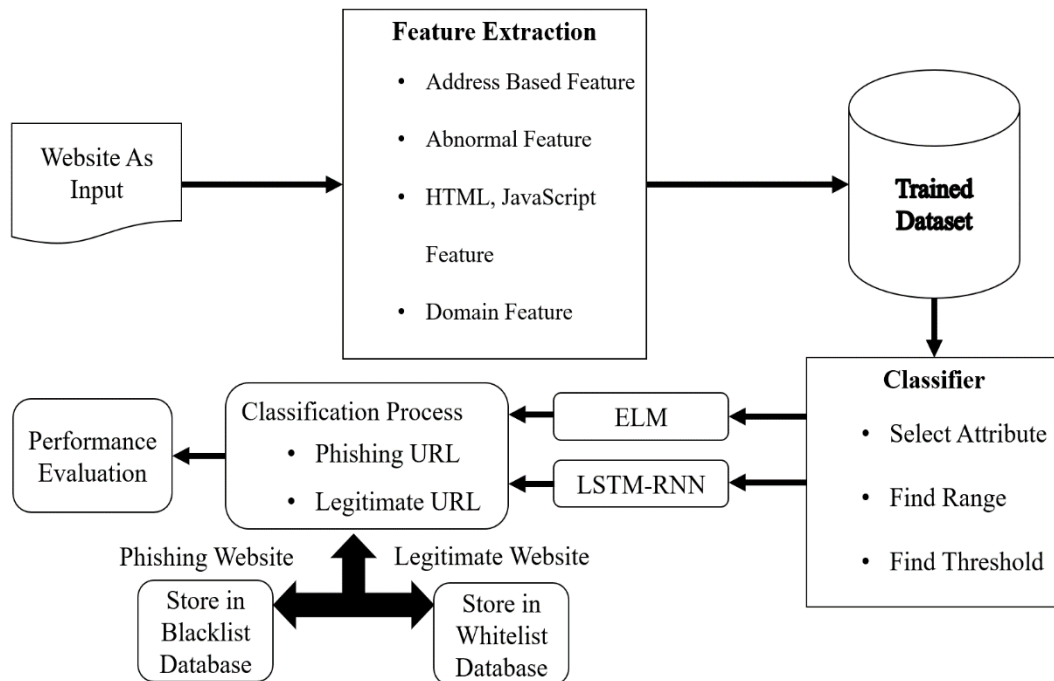 Website As
Input
Feature Extraction
• Address Based Feature
• Abnormal Feature
• HTML, JavaScript
Feature
• Domain Feature
Trained
Dataset
Classifier
• Select Attribute
• Find Range
• Find Threshold
ELM
LSTM-RNN
Classification Process
• Phishing URL
• Legitimate URL
Performance
Evaluation
Phishing Website
Legitimate Website
Store in
Blacklist
Database
Store in
Whitelist
Database